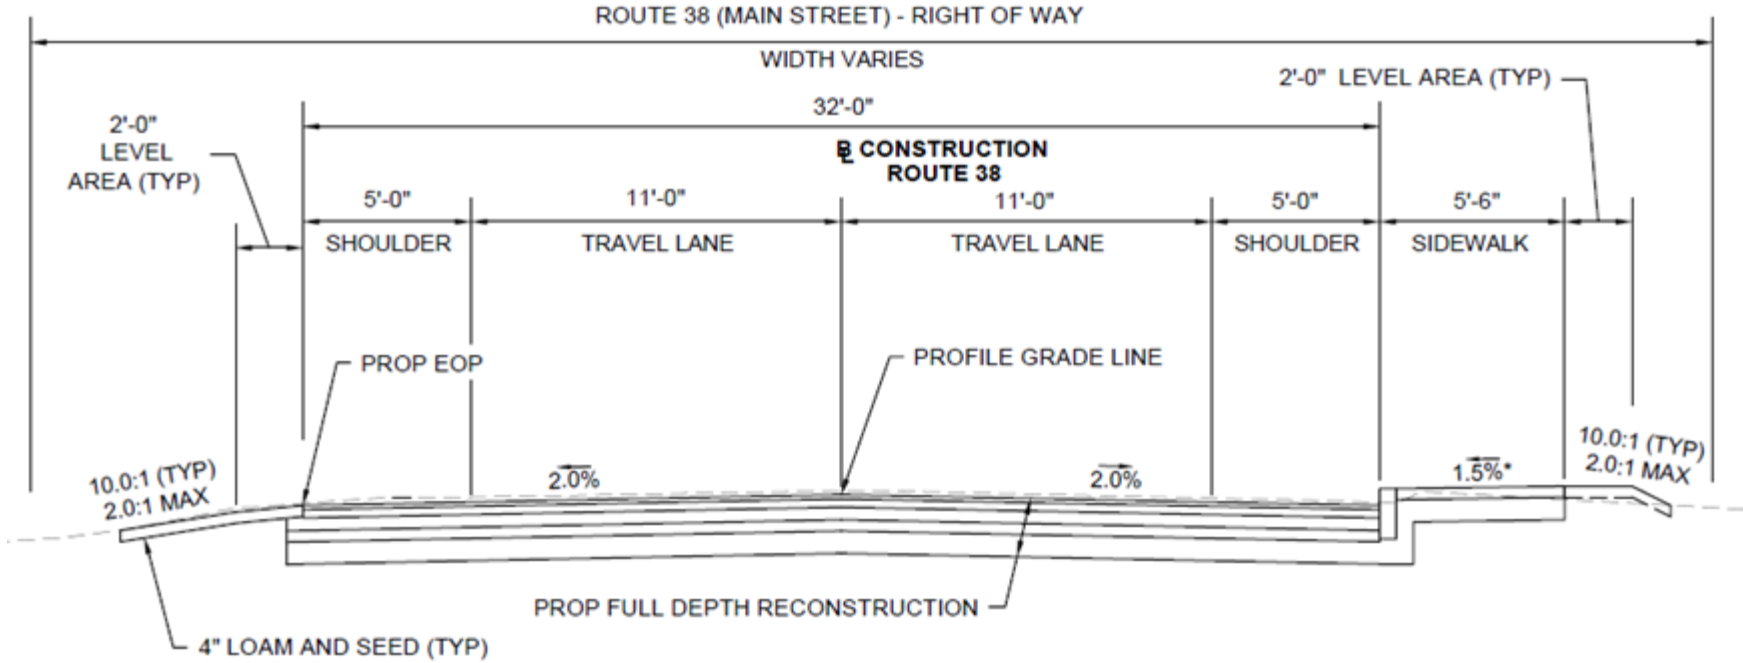 ROUTE 38 (MAIN STREET) - RIGHT OF WAY
WIDTH VARIES
2'-0" LEVEL AREA (TYP)
32'-0"
2'-0"
LEVEL
AREA (TYP)
℄ CONSTRUCTION
ROUTE 38
5'-0" 11'-0" 11'-0" 5'-0" 5'-6"
SHOULDER TRAVEL LANE TRAVEL LANE SHOULDER SIDEWALK
PROP EOP
PROFILE GRADE LINE
10.0:1 (TYP)
2.0:1 MAX
2.0%
2.0%
1.5%*
10.0:1 (TYP)
2.0:1 MAX
PROP FULL DEPTH RECONSTRUCTION
4" LOAM AND SEED (TYP)